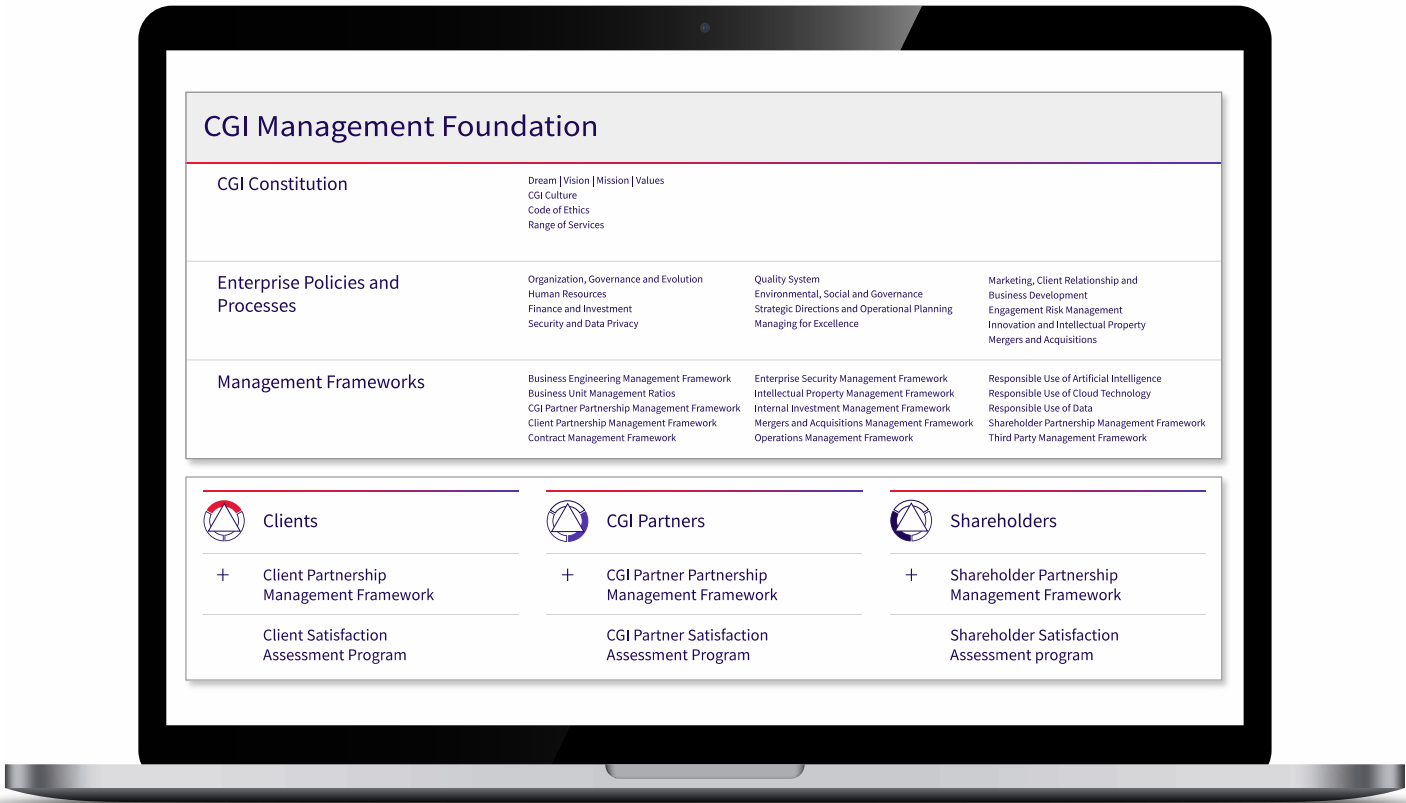 CGI Management Foundation
CGI Constitution
Dream | Vision | Mission | Values
CGI Culture
Code of Ethics
Range of Services
Enterprise Policies and
Processes
Organization, Governance and Evolution
Human Resources
Finance and Investment
Security and Data Privacy
Quality System
Environmental, Social and Governance
Strategic Directions and Operational Planning
Managing for Excellence
Marketing, Client Relationship and
Business Development
Engagement Risk Management
Innovation and Intellectual Property
Mergers and Acquisitions
Management Frameworks
Business Engineering Management Framework
Business Unit Management Ratios
CGI Partner Partnership Management Framework
Client Partnership Management Framework
Contract Management Framework
Enterprise Security Management Framework
Intellectual Property Management Framework
Internal Investment Management Framework
Mergers and Acquisitions Management Framework
Operations Management Framework
Responsible Use of Artificial Intelligence
Responsible Use of Cloud Technology
Responsible Use of Data
Shareholder Partnership Management Framework
Third Party Management Framework
Clients
+ Client Partnership
Management Framework
Client Satisfaction
Assessment Program
CGI Partners
+ CGI Partner Partnership
Management Framework
CGI Partner Satisfaction
Assessment Program
Shareholders
+ Shareholder Partnership
Management Framework
Shareholder Satisfaction
Assessment program